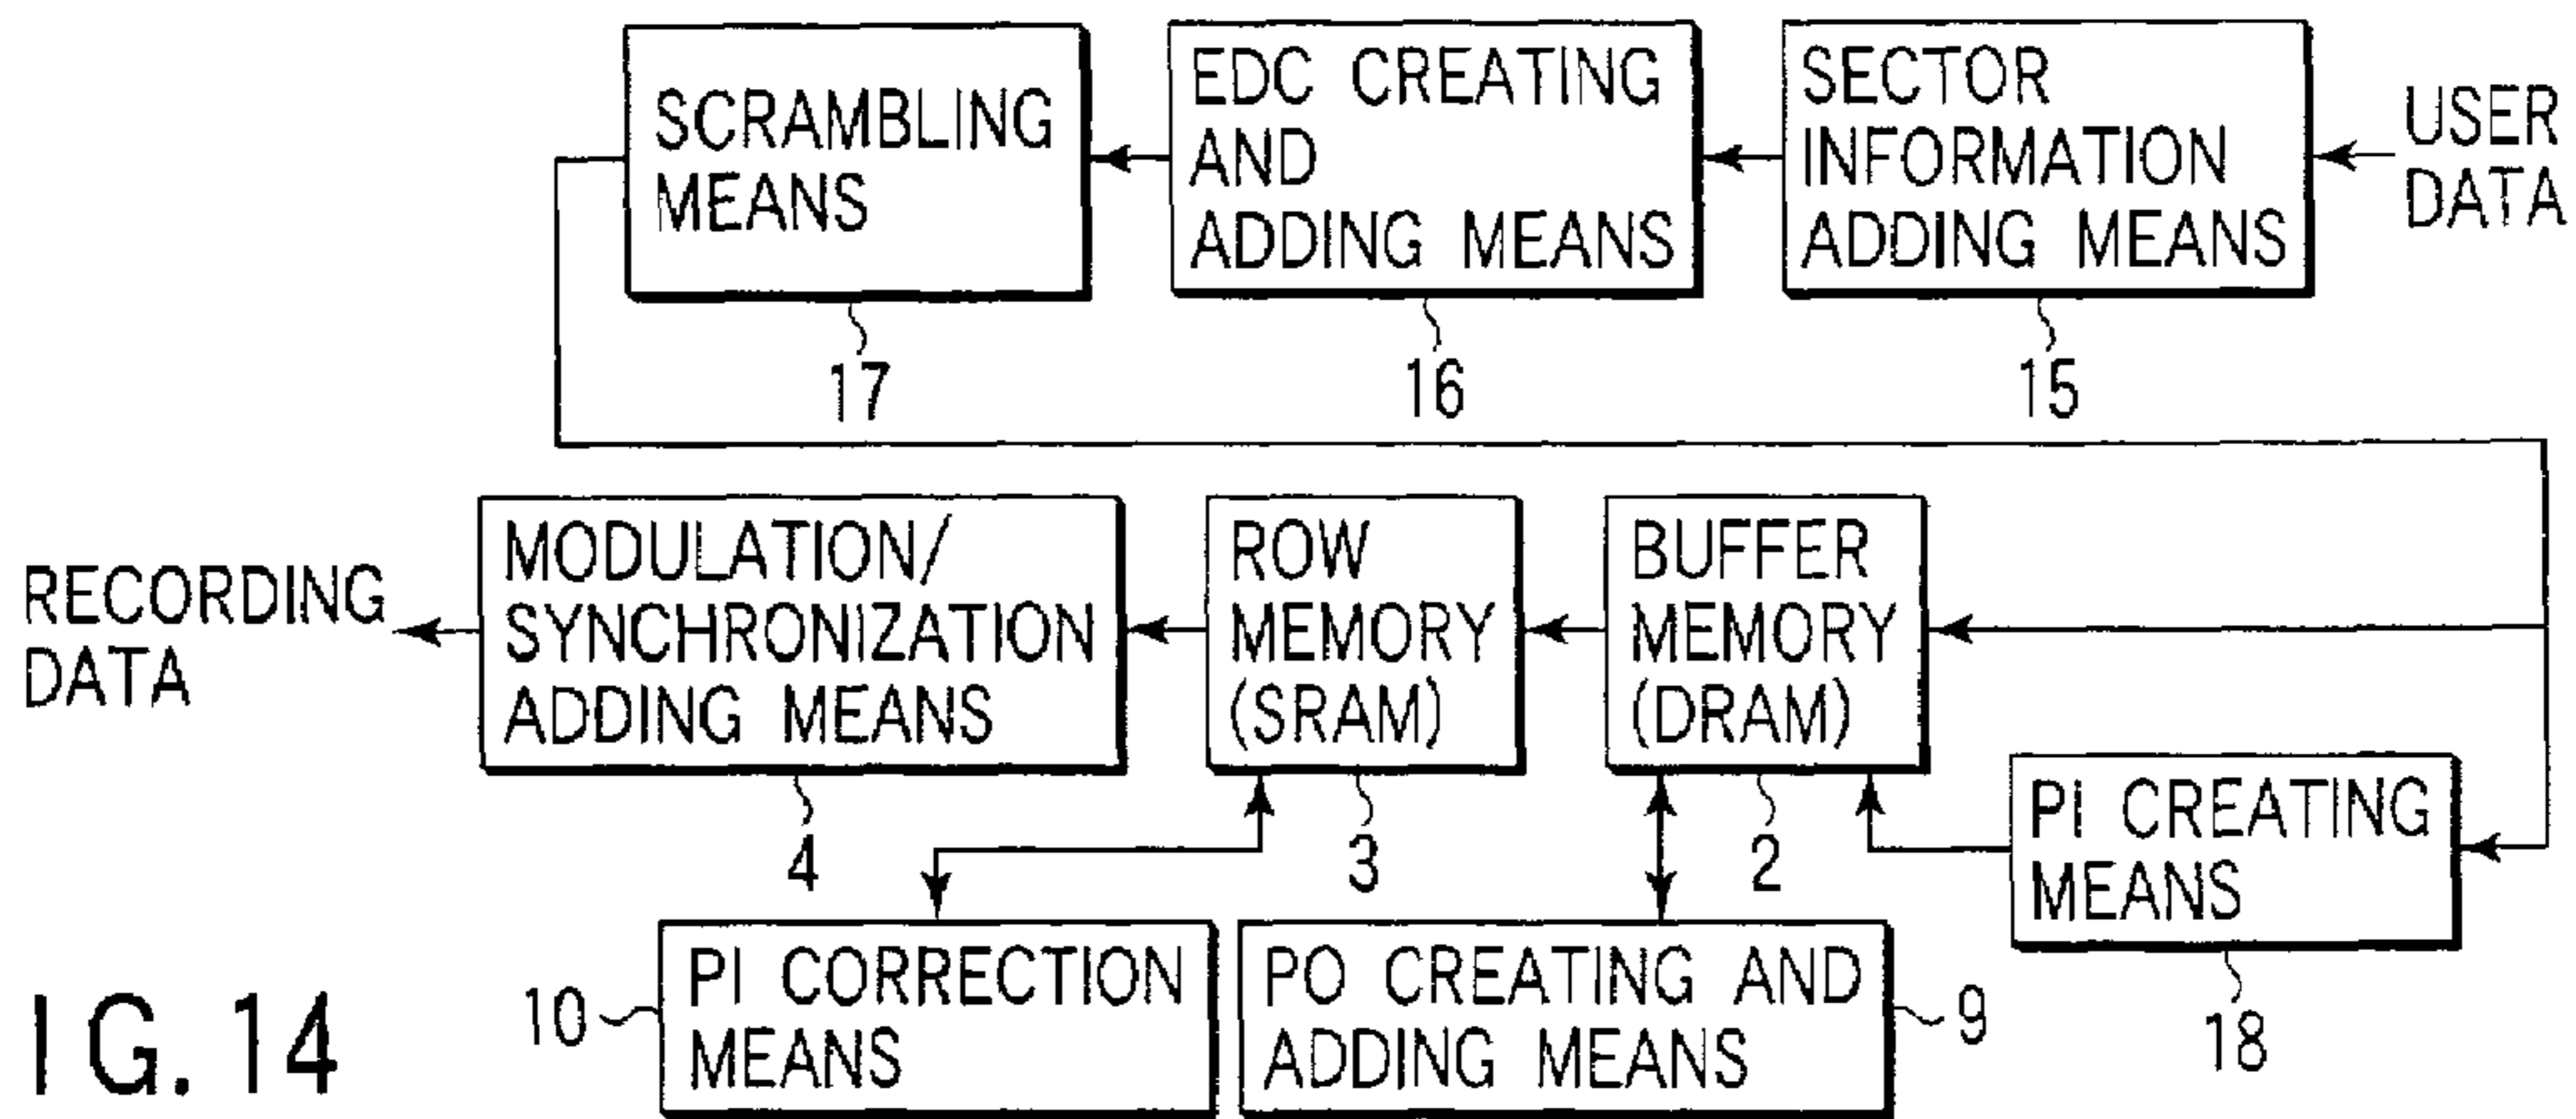 SCRAMBLING
MEANS
17
EDC CREATING
AND
ADDING MEANS
16
SECTOR
INFORMATION
ADDING MEANS
15
USER
DATA
RECORDING
DATA
MODULATION/
SYNCHRONIZATION
ADDING MEANS
4
ROW
MEMORY
(SRAM)
3
BUFFER
MEMORY
(DRAM)
2
PI CREATING
MEANS
18
PI CORRECTION
MEANS
10
PO CREATING AND
ADDING MEANS
9
IG. 14